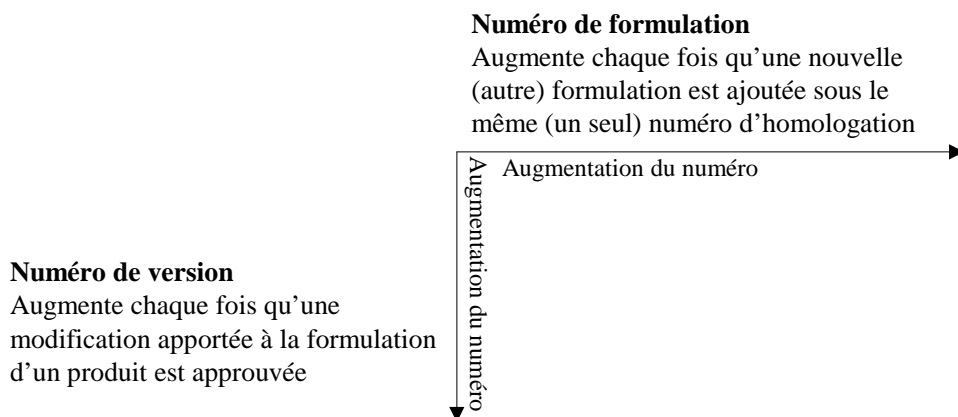 Numéro de formulation
Augmente chaque fois qu’une nouvelle
(autre) formulation est ajoutée sous le
même (un seul) numéro d’homologation
Augmentation du numéro
Augmentation du numéro
Numéro de version
Augmente chaque fois qu’une
modification apportée à la formulation
d’un produit est approuvée